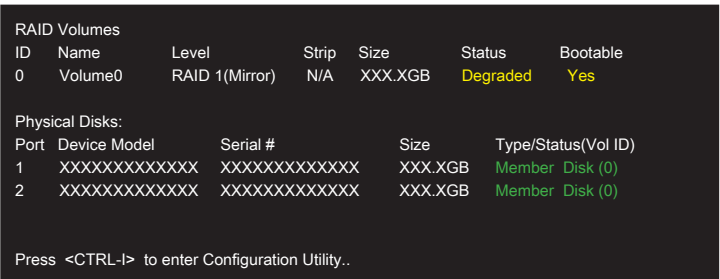 RAID Volumes
ID Name Level Strip Size Status Bootable
0 Volume0 RAID 1(Mirror) N/A XXX.XGB Degraded Yes
Physical Disks:
Port Device Model Serial # Size Type/Status(Vol ID)
1 XXXXXXXXXXXXX XXXXXXXXXXXXX XXX.XGB Member Disk (0)
2 XXXXXXXXXXXXX XXXXXXXXXXXXX XXX.XGB Member Disk (0)
Press <CTRL-I> to enter Configuration Utility..